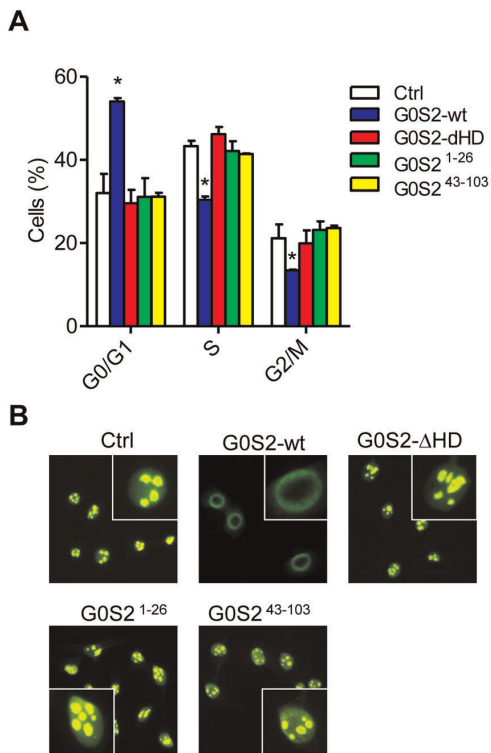 A
60
40
20
0
Cells (%)
*
*
*
Ctrl
G0S2-wt
G0S2-dHD
G0S2 1-26
G0S2 43-103
G0/G1
S
G2/M
B
Ctrl
G0S2-wt
G0S2-ΔHD
G0S2 1-26
G0S2 43-103